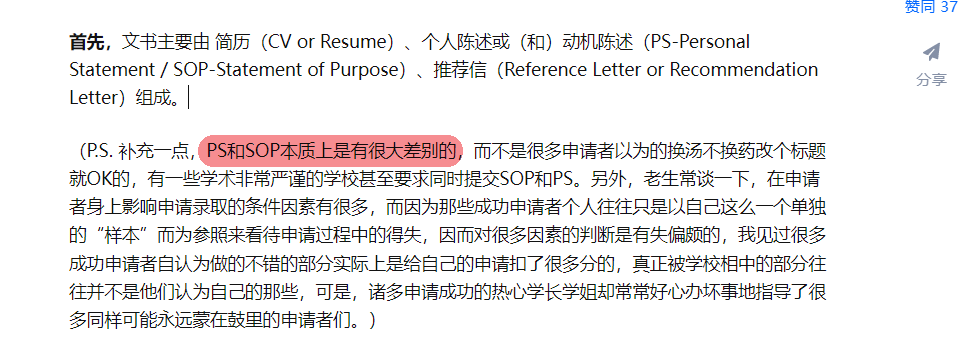 赞同 37
分享
首先，文书主要由 简历（CV or Resume）、个人陈述或（和）动机陈述（PS-Personal
Statement / SOP-Statement of Purpose）、推荐信（Reference Letter or Recommendation
Letter）组成。
（P.S. 补充一点，PS和SOP本质上是有很大差别的，而不是很多申请者以为的换汤不换药改个标题
就OK的，有一些学术非常严谨的学校甚至要求同时提交SOP和PS。另外，老生常谈一下，在申请
者身上影响申请录取的条件因素有很多，而因为那些成功申请者个人往往只是以自己这么一个单独
的“样本”而为参照来看待申请过程中的得失，因而对很多因素的判断是有失偏颇的，我见过很多
成功申请者自认为做的不错的部分实际上是给自己的申请扣了很多分的，真正被学校相中的部分往
往并不是他们认为自己的那些，可是，诸多申请成功的热心学长学姐却常常好心办坏事地指导了很
多同样可能永远蒙在鼓里的申请者们。）